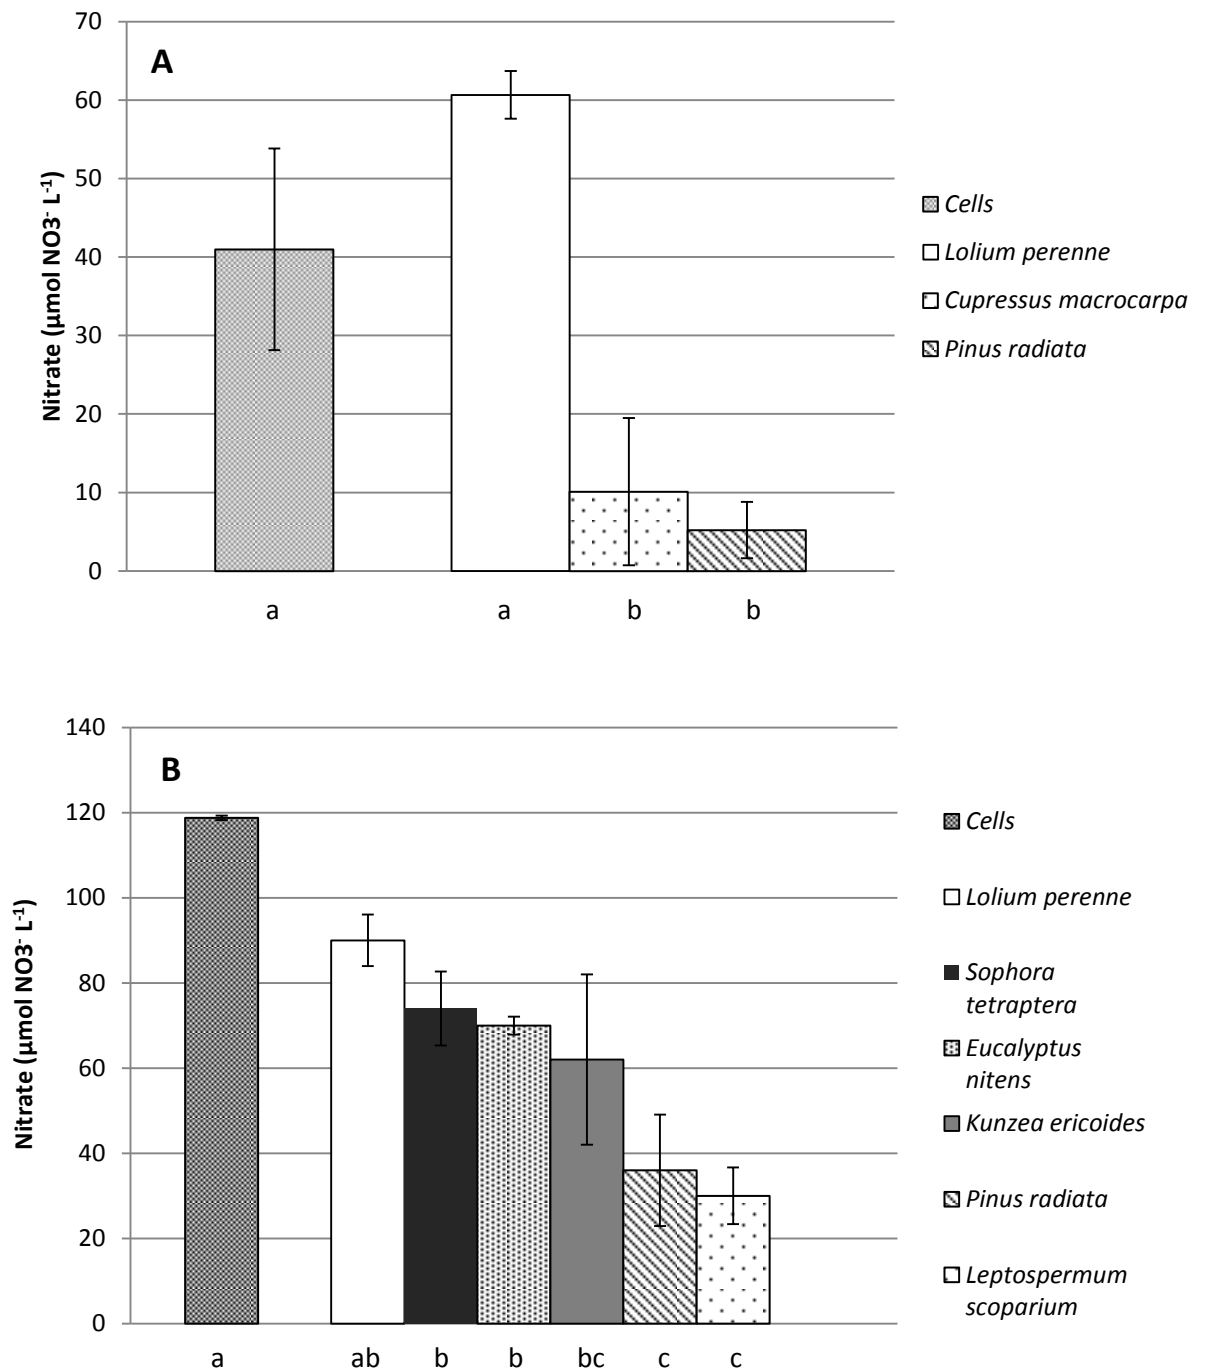 70
60
50
40
30
20
10
0
Nitrate (µmol NO3⁻ L⁻¹)
A
a a b b
Cells
Lolium perenne
Cupressus macrocarpa
Pinus radiata
140
120
100
80
60
40
20
0
Nitrate (µmol NO3⁻ L⁻¹)
B
a ab b b bc c c
Cells
Lolium perenne
Sophora
tetraptera
Eucalyptus
nitens
Kunzea ericoides
Pinus radiata
Leptospermum
scoparium